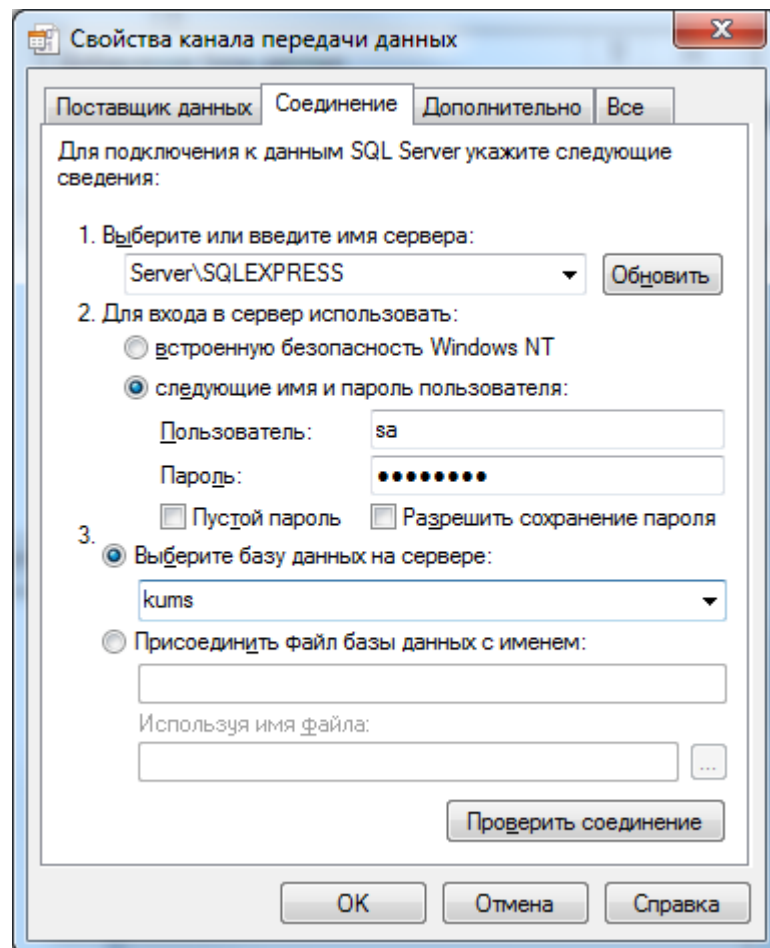 Свойства канала передачи данных
Поставщик данных Соединение Дополнительно Все
Для подключения к данным SQL Server укажите следующие
сведения:
1. Выберите или введите имя сервера:
Server\SQLEXPRESS Обновить
2. Для входа в сервер использовать:
встроенную безопасность Windows NT
следующие имя и пароль пользователя:
Пользователь: sa
Пароль: ●●●●●●●●
Пустой пароль Разрешить сохранение пароля
3.
Выберите базу данных на сервере:
kums
Присоединить файл базы данных с именем:
Используя имя файла:
...
Проверить соединение
OK Отмена Справка